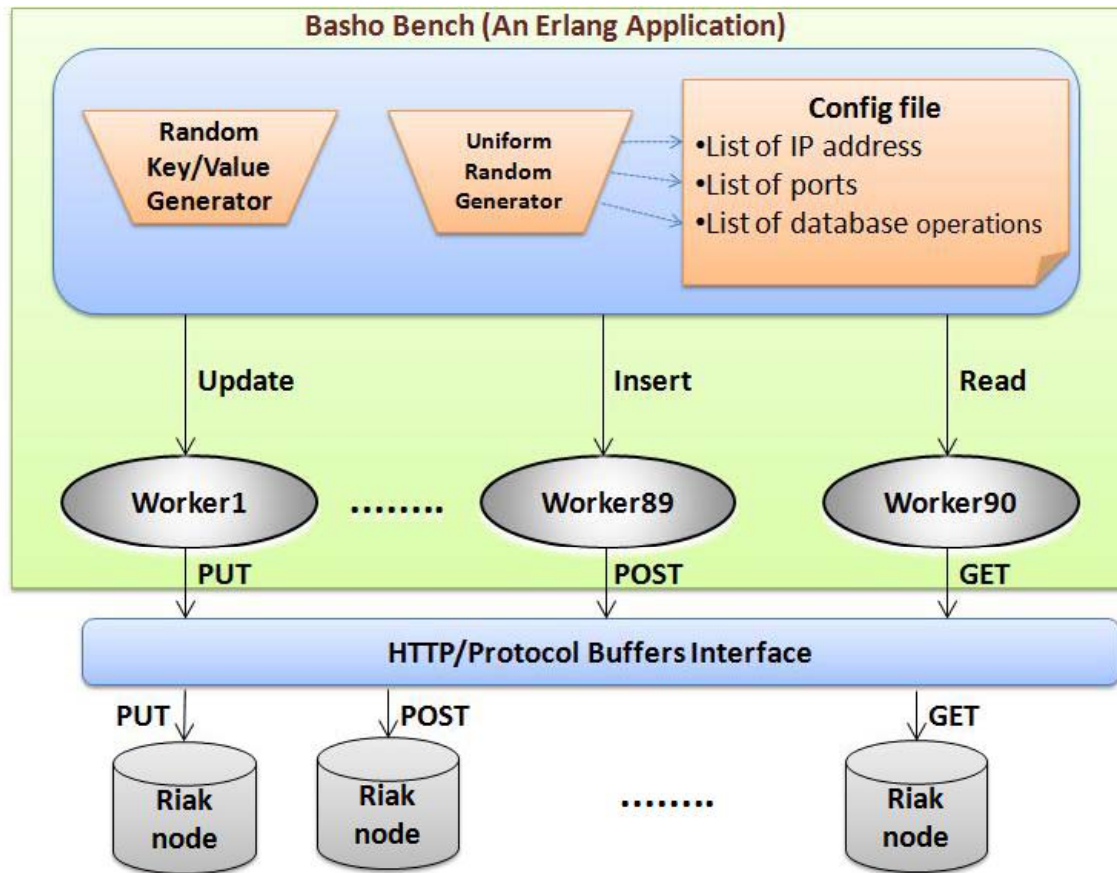 Basho Bench (An Erlang Application)
Random
Key/Value
Generator
Uniform
Random
Generator
Config file
•List of IP address
•List of ports
•List of database operations
Update
Insert
Read
Worker1
........
Worker89
Worker90
PUT
POST
GET
HTTP/Protocol Buffers Interface
PUT
POST
GET
Riak
node
Riak
node
........
Riak
node